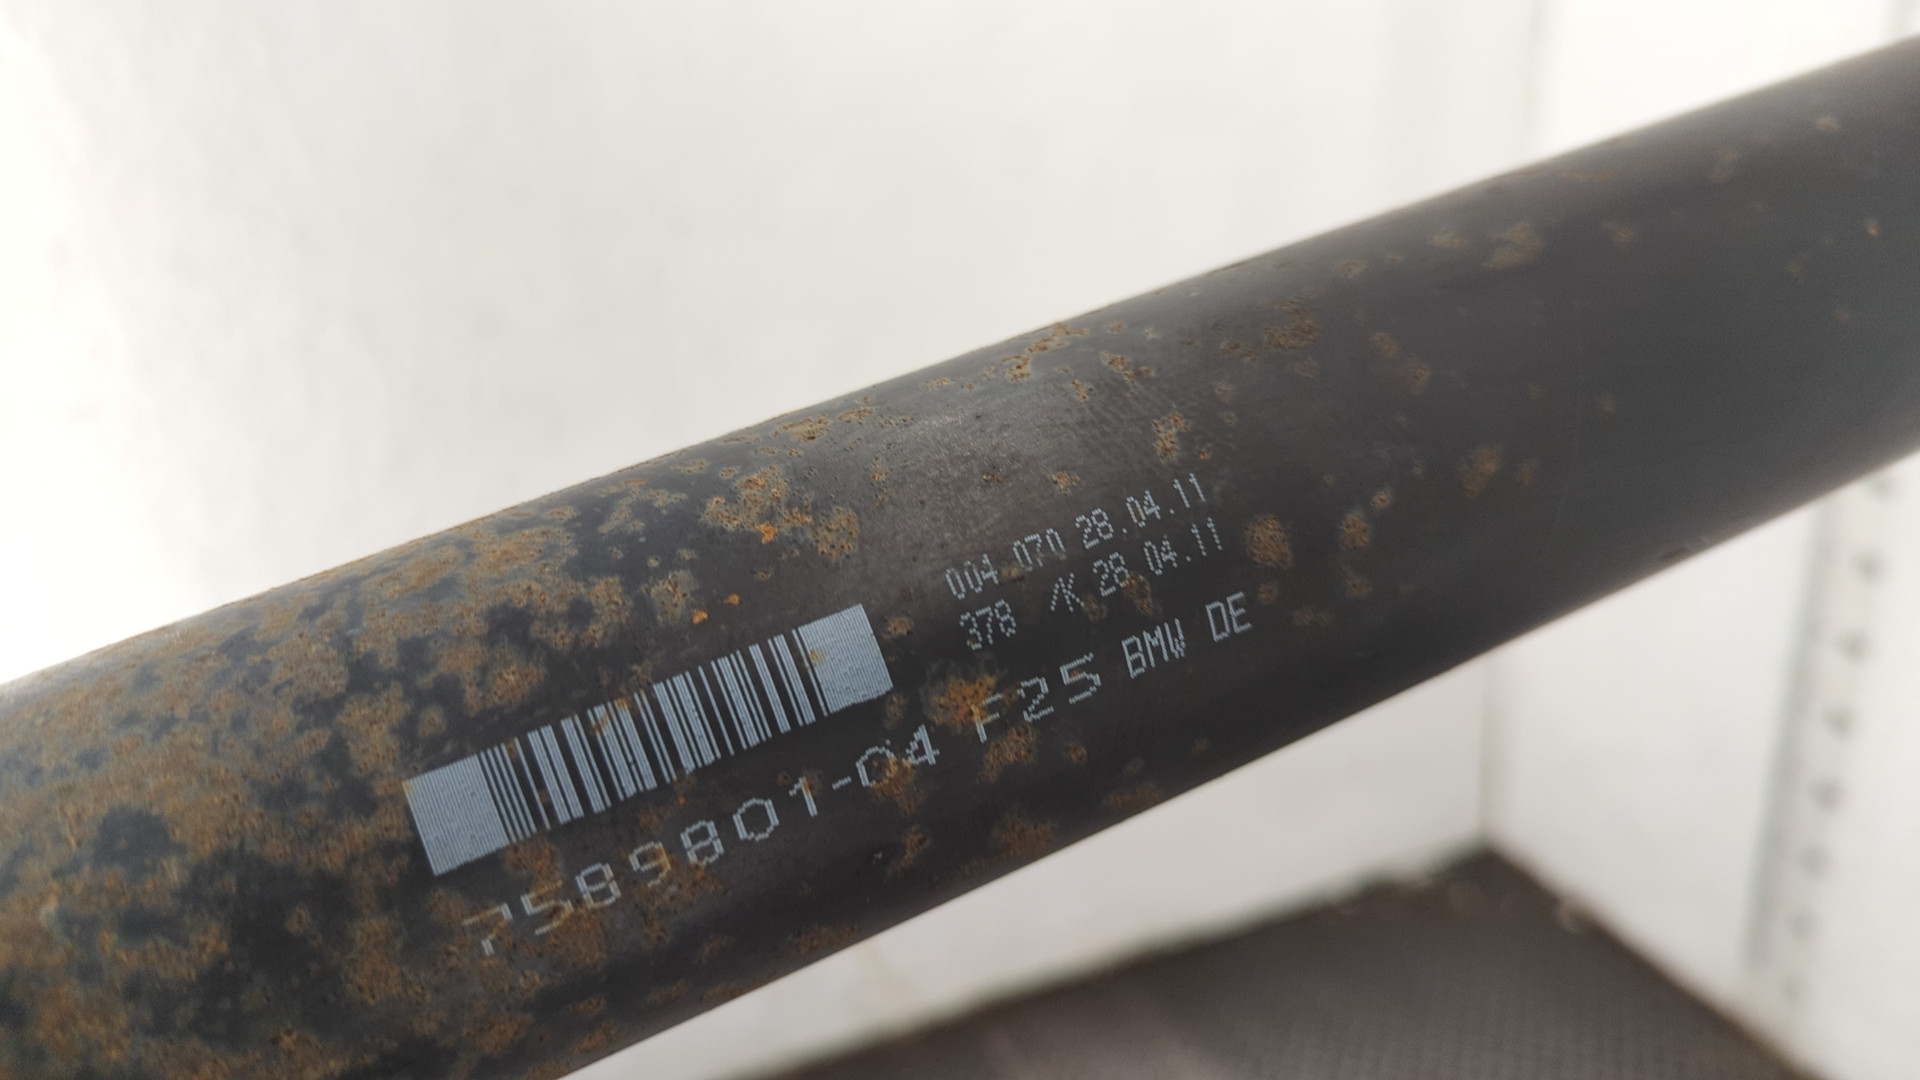 004 070 28.04.11
378 /K 28.04.11
7589801-04 F25 BMW DE